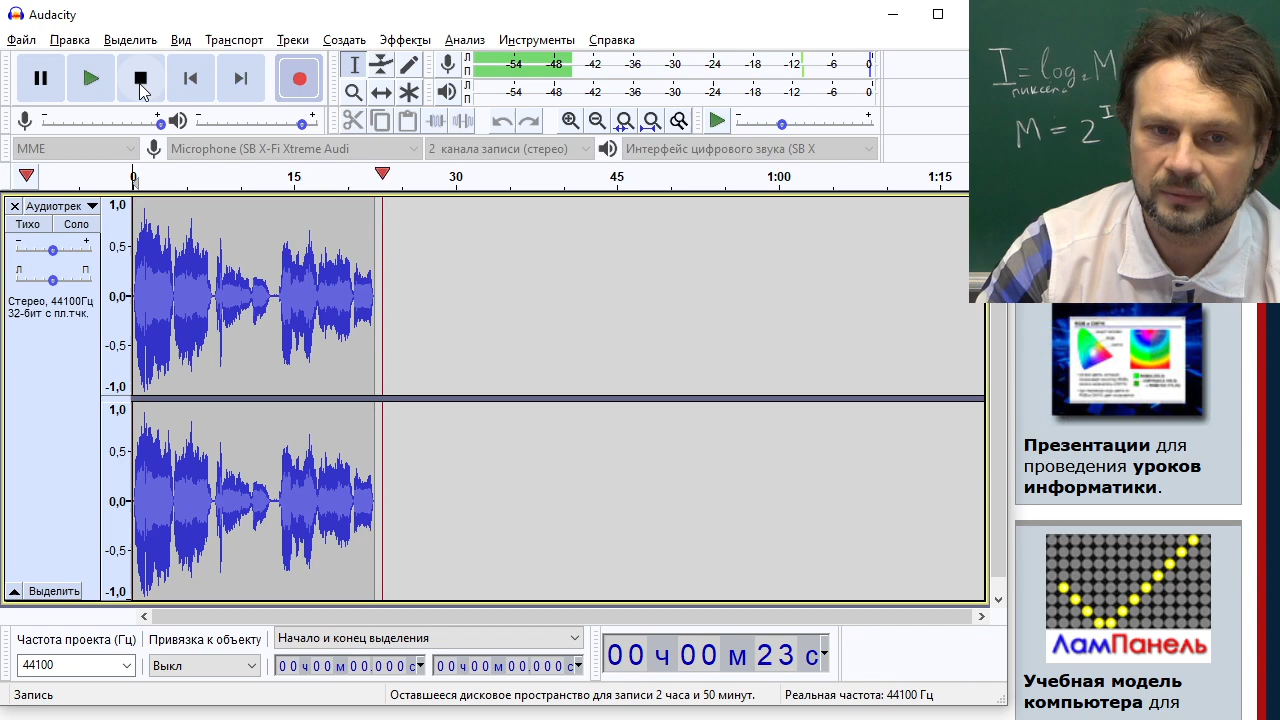 Audacity
Файл Правка Выделить Вид Транспорт Треки Создать Эффекты Анализ Инструменты Справка
Л П -54 -48 -42 -36 -30 -24 -18 -12 -6 0
Л П -54 -48 -42 -36 -30 -24 -18 -12 -6 0
MME Microphone (SB X-Fi Xtreme Audi 2 канала записи (стерео) Интерфейс цифрового звука (SB X
0 15 30 45 1:00 1:15
Аудиотрек
Тихо Соло
- +
Л П
Стерео, 44100Гц
32-бит с пл.тчк.
1,0
0,5
0,0
-0,5
-1,0
1,0
0,5
0,0
-0,5
-1,0
Выделить
Частота проекта (Гц) Привязка к объекту Начало и конец выделения
44100 Выкл 00 ч 00 м 00.000 с 00 ч 00 м 00.000 с
00 ч 00 м 23 с
Запись Оставшееся дисковое пространство для записи 2 часа и 50 минут. Реальная частота: 44100 Гц
I = log₂ M
M = 2ᴵ
Презентации для
проведения уроков
информатики.
ЛамПанель
Учебная модель
компьютера для